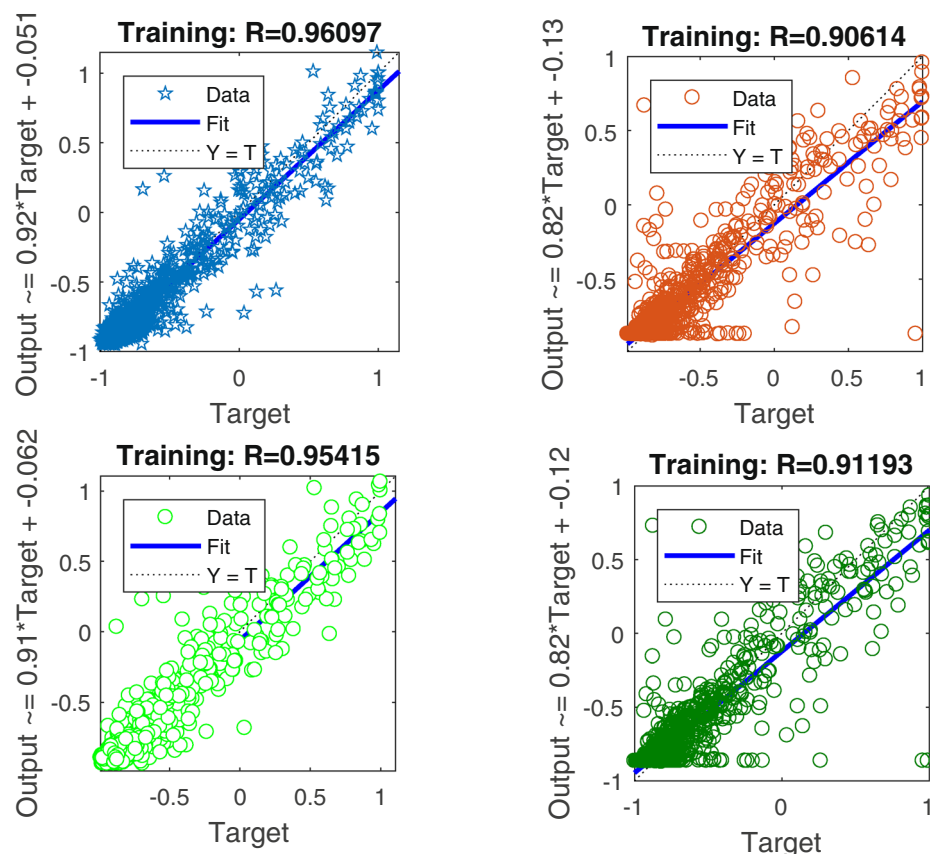 Training: R=0.96097
Output ~= 0.92*Target + -0.051
1
0.5
0
-0.5
-1
Data
Fit
Y = T
-1
0
1
Target
Training: R=0.90614
Output ~= 0.82*Target + -0.13
1
0.5
0
-0.5
Data
Fit
Y = T
-0.5
0
0.5
1
Target
Training: R=0.95415
Output ~= 0.91*Target + -0.062
1
0.5
0
-0.5
Data
Fit
Y = T
-0.5
0
0.5
1
Target
Training: R=0.91193
Output ~= 0.82*Target + -0.12
1
0.5
0
-0.5
-1
Data
Fit
Y = T
-1
0
1
Target